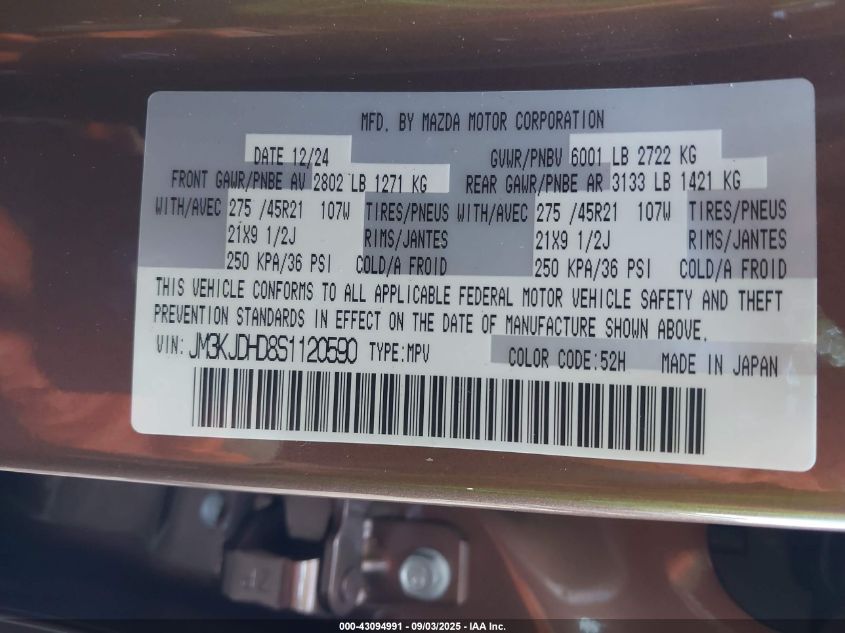 MFD. BY MAZDA MOTOR CORPORATION
DATE 12/24 GVWR/PNBV 6001 LB 2722 KG
FRONT GAWR/PNBE AV 2802 LB 1271 KG REAR GAWR/PNBE AR 3133 LB 1421 KG
WITH/AVEC 275 /45R21 107W TIRES/PNEUS WITH/AVEC 275 /45R21 107W TIRES/PNEUS
21X9 1/2J RIMS/JANTES 21X9 1/2J RIMS/JANTES
250 KPA/36 PSI COLD/A FROID 250 KPA/36 PSI COLD/A FROID
THIS VEHICLE CONFORMS TO ALL APPLICABLE FEDERAL MOTOR VEHICLE SAFETY AND THEFT
PREVENTION STANDARDS IN EFFECT ON THE DATE OF MANUFACTURE SHOWN ABOVE.
VIN: JM3KJDHD8S1120590 TYPE:MPV COLOR CODE:52H MADE IN JAPAN
000-43094991 - 09/03/2025 - IAA Inc.